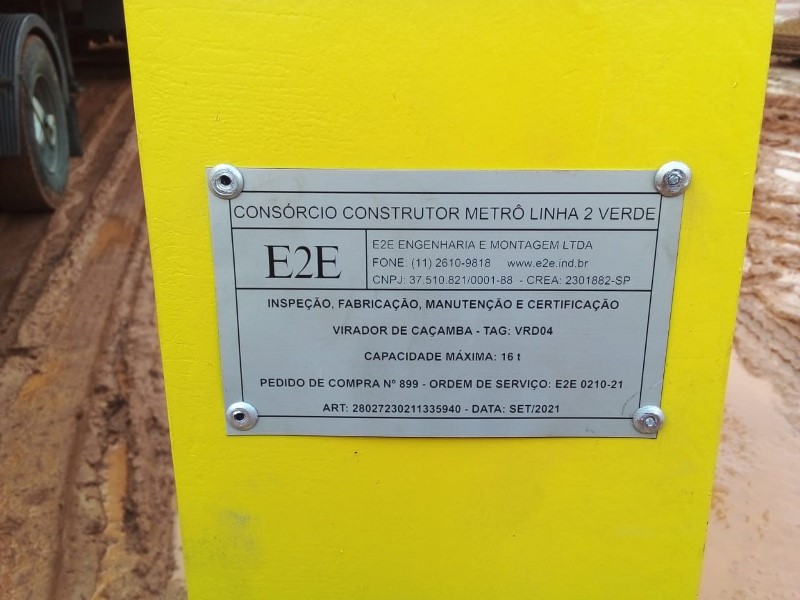 CONSÓRCIO CONSTRUTOR METRÔ LINHA 2 VERDE
E2E
E2E ENGENHARIA E MONTAGEM LTDA
FONE: (11) 2610-9818 www.e2e.ind.br
CNPJ: 37.510.821/0001-88 - CREA: 2301882-SP
INSPEÇÃO, FABRICAÇÃO, MANUTENÇÃO E CERTIFICAÇÃO
VIRADOR DE CAÇAMBA - TAG: VRD04
CAPACIDADE MÁXIMA: 16 t
PEDIDO DE COMPRA Nº 899 - ORDEM DE SERVIÇO: E2E 0210-21
ART: 28027230211335940 - DATA: SET/2021